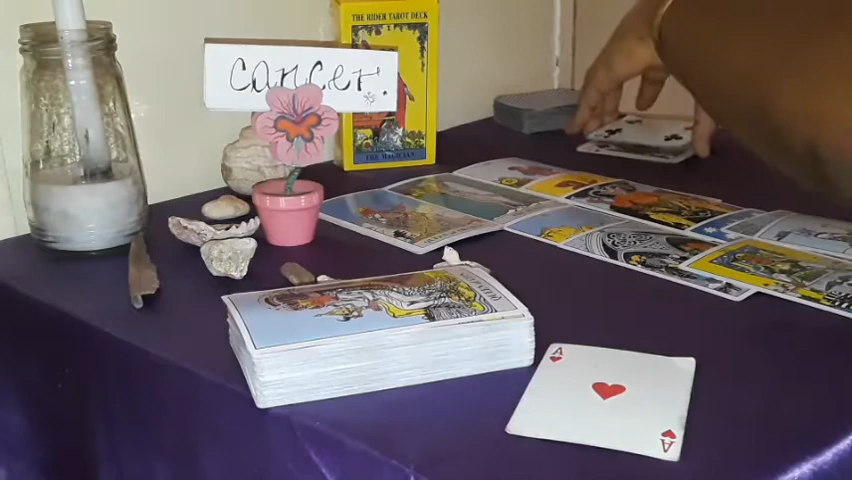 THE RIDER TAROT DECK
cancer.
THE MAGICIAN
A
A